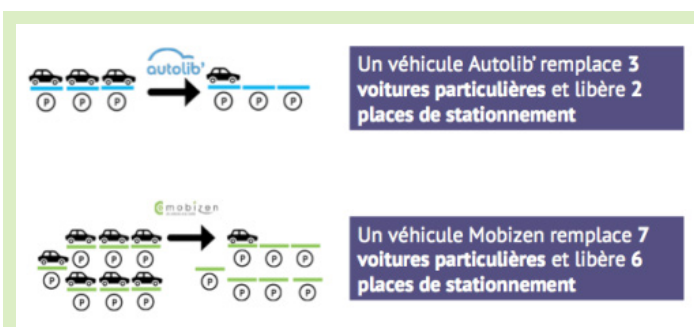 autolib'
P P P P P P
Un véhicule Autolib' remplace 3
voitures particulières et libère 2
places de stationnement
mobizen
P P P P P P
P P
P P P P P P
Un véhicule Mobizen remplace 7
voitures particulières et libère 6
places de stationnement